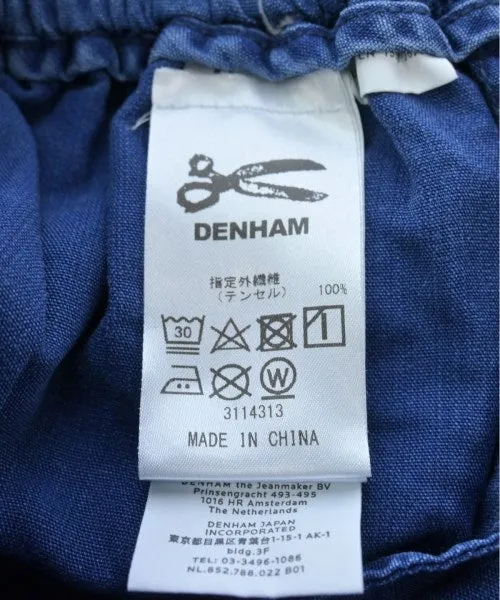 DENHAM
指定外繊維
(テンセル) 100%
30
W
3114313
MADE IN CHINA
DENHAM the Jeanmaker BV
Prinsengracht 493-495
1016 HR Amsterdam
The Netherlands
DENHAM JAPAN
INCORPORATED
東京都目黒区青葉台1-15-1 AK-1
bldg.3F
TEL: 03-3496-1086
NL.852.788.022 B01